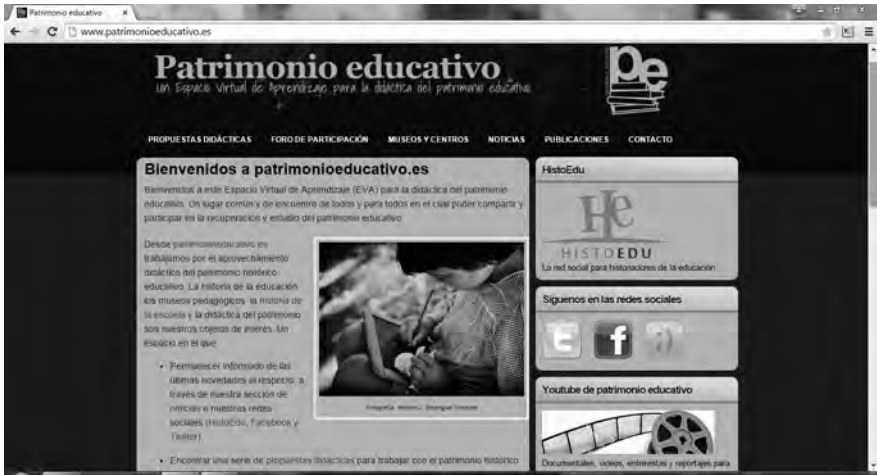 Patrimonio educativo
www.patrimonioeducativo.es
Patrimonio educativo
Un Espacio Virtual de Aprendizaje para la didáctica del patrimonio educativo
pe
PROPUESTAS DIDÁCTICAS FORO DE PARTICIPACIÓN MUSEOS Y CENTROS NOTICIAS PUBLICACIONES CONTACTO
Bienvenidos a patrimonioeducativo.es
Bienvenidos a este Espacio Virtual de Aprendizaje (EVA) para la didáctica del patrimonio
educativo. Un lugar común y de encuentro de todos y para todos en el cual poder compartir y
participar en la recuperación y estudio del patrimonio educativo.
Desde patrimonioeducativo.es
trabajamos por el aprovechamiento
didáctico del patrimonio histórico-
educativo. La historia de la educación,
los museos pedagógicos, la historia de
la escuela y la didáctica del patrimonio
son nuestros objetos de interés. Un
espacio en el que:
Permanecer informado de las
últimas novedades al respecto, a
través de nuestra sección de
noticias o nuestras redes
sociales (HistoEdu, Facebook y
Twitter).
Encontrar una serie de propuestas didácticas para trabajar con el patrimonio histórico
HistoEdu
He
HISTOEDU
La red social para historiadores de la educación
Síguenos en las redes sociales
t f
Youtube de patrimonio educativo
Documentales, videos, entrevistas y reportajes para